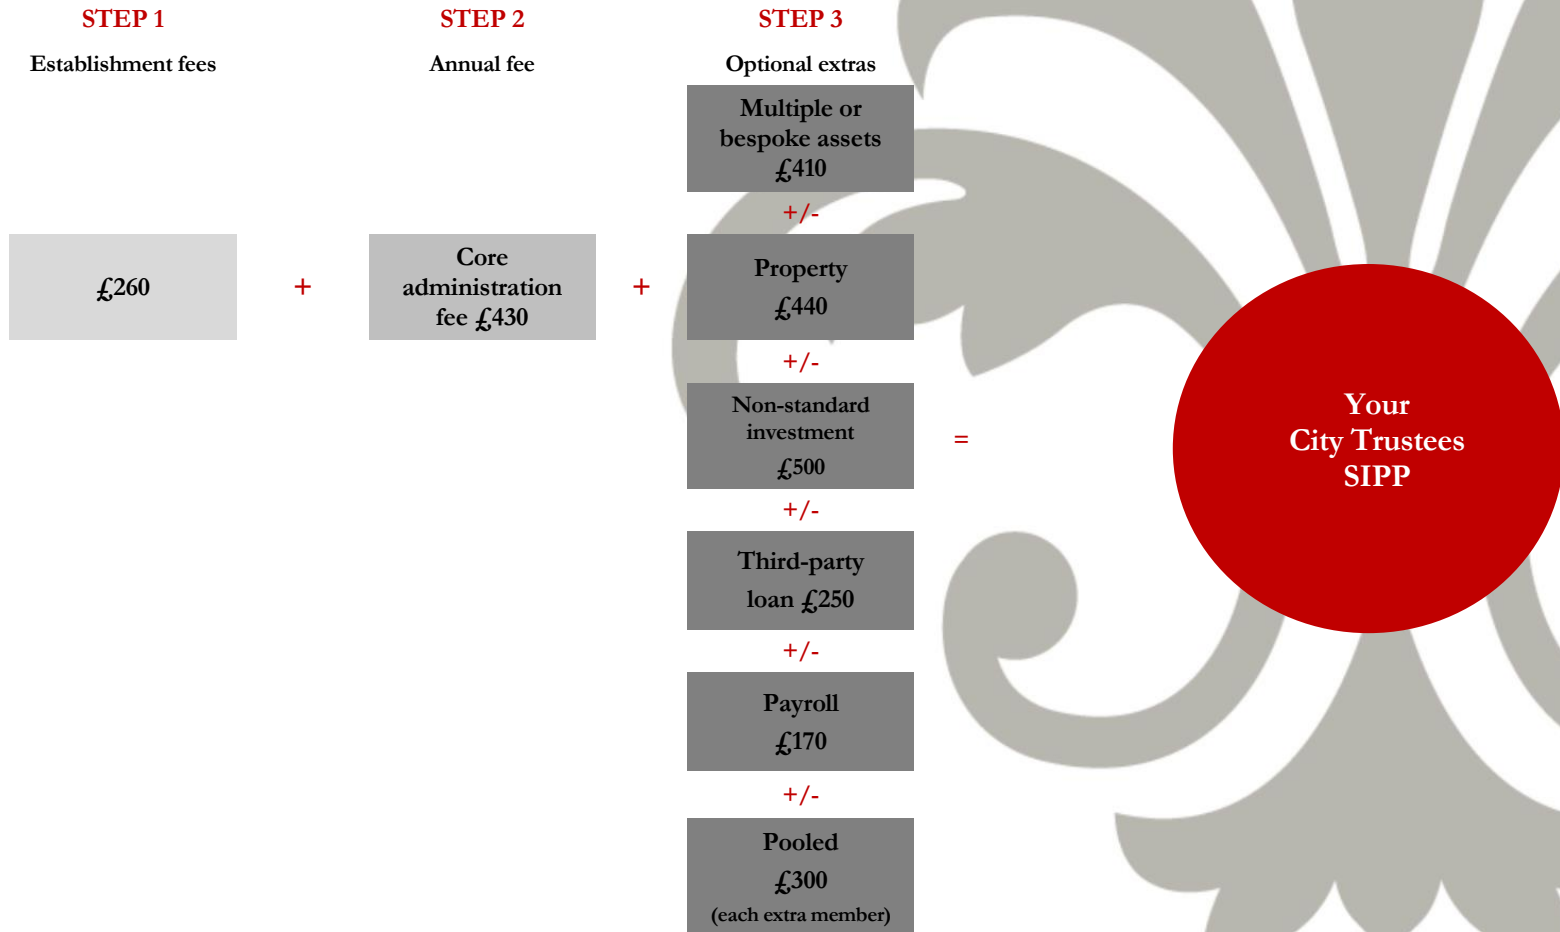 STEP 1
Establishment fees
£260
+
STEP 2
Annual fee
Core
administration
fee £430
+
STEP 3
Optional extras
Multiple or
bespoke assets
£410
+/-
Property
£440
+/-
Non-standard
investment
£500
+/-
Third-party
loan £250
+/-
Payroll
£170
+/-
Pooled
£300
(each extra member)
=
Your
City Trustees
SIPP